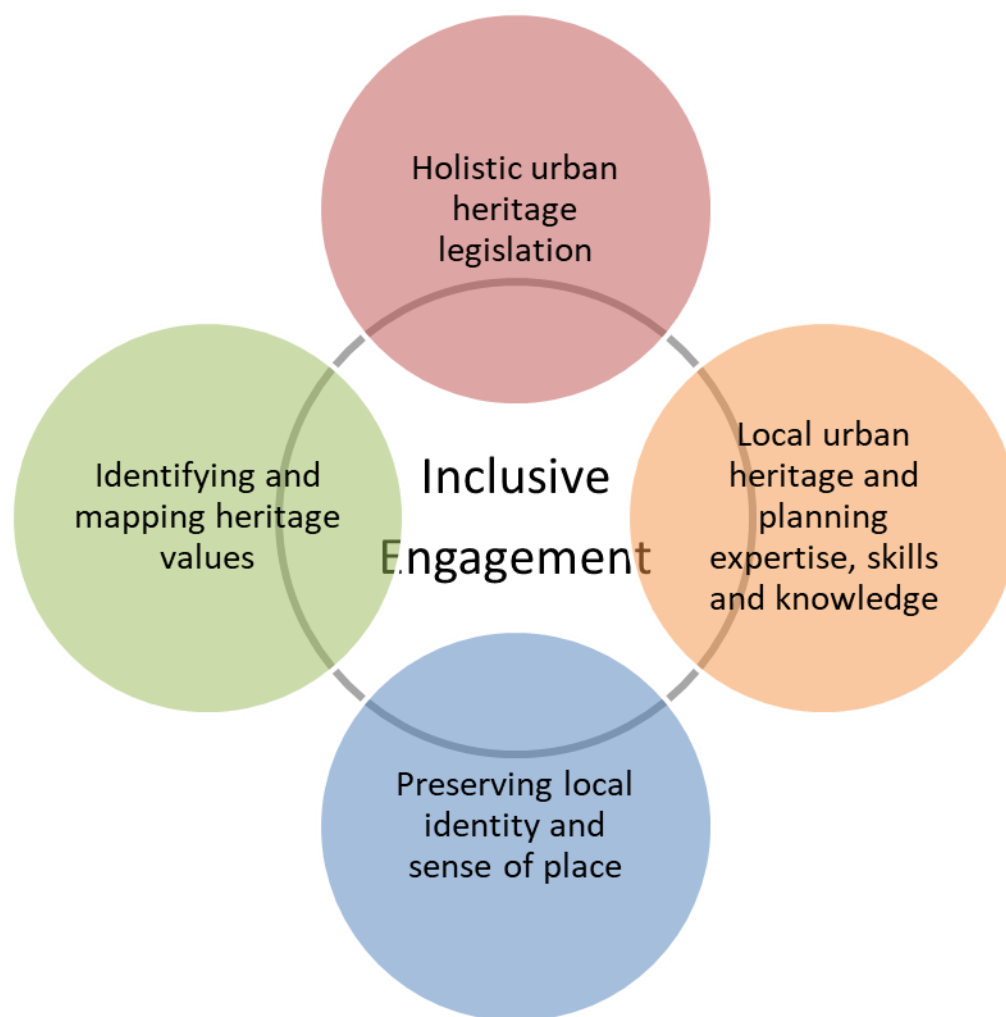 Holistic urban
heritage
legislation
Identifying and
mapping heritage
values
Inclusive
Engagement
Local urban
heritage and
planning
expertise, skills
and knowledge
Preserving local
identity and
sense of place